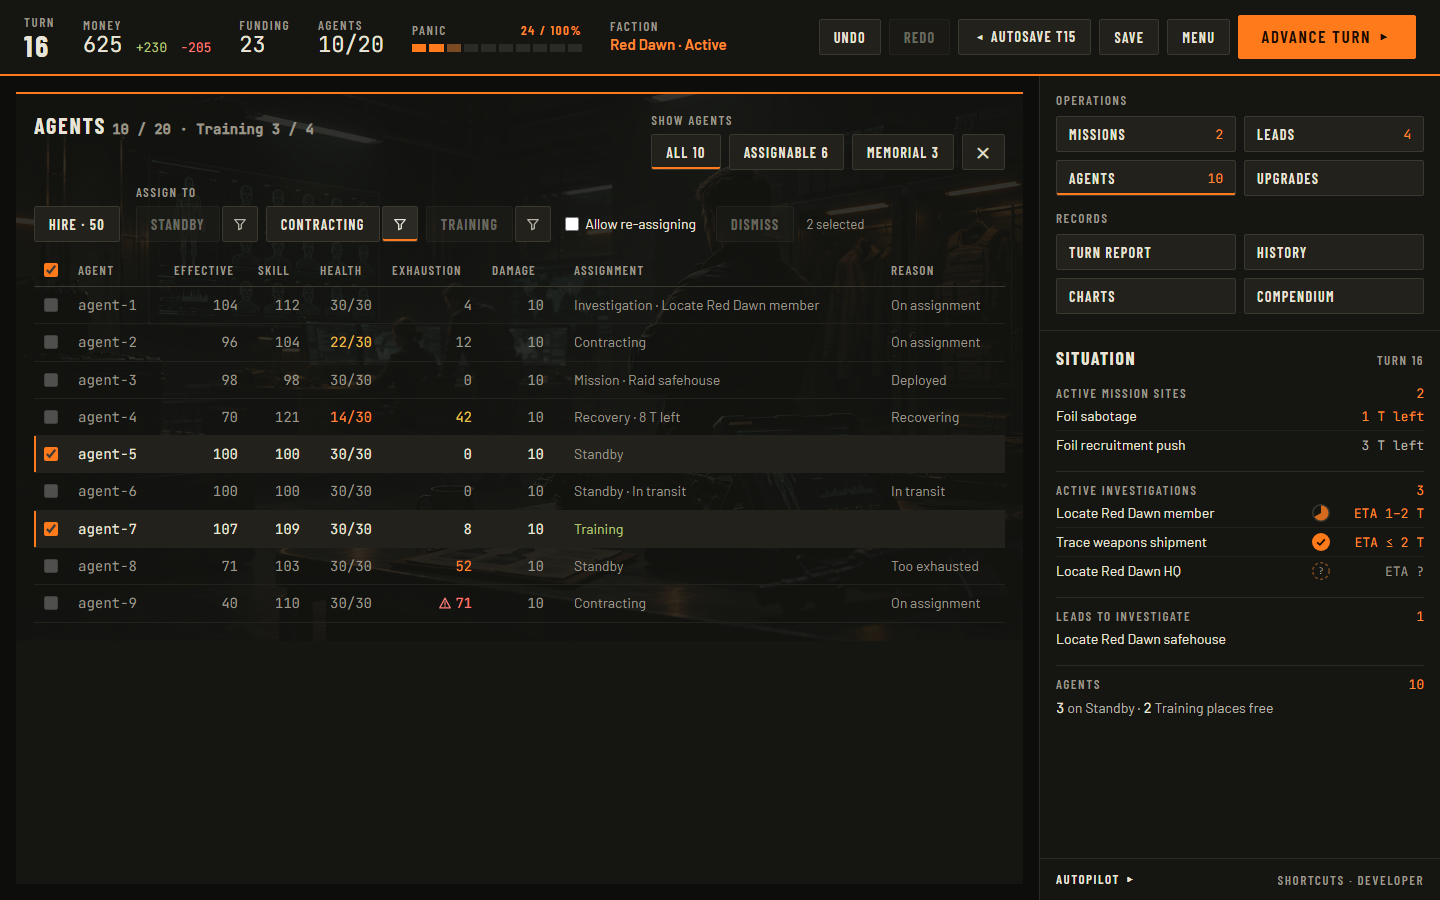 TURN
16
MONEY
625 +230 -205
FUNDING
23
AGENTS
10/20
PANIC 24 / 100%
FACTION
Red Dawn · Active
UNDO
REDO
◂ AUTOSAVE T15
SAVE
MENU
ADVANCE TURN ▸
AGENTS 10 / 20 · Training 3 / 4
SHOW AGENTS
ALL 10
ASSIGNABLE 6
MEMORIAL 3
✕
ASSIGN TO
HIRE · 50
STANDBY
CONTRACTING
TRAINING
Allow re-assigning
DISMISS
2 selected
AGENT EFFECTIVE SKILL HEALTH EXHAUSTION DAMAGE ASSIGNMENT REASON
agent-1 104 112 30/30 4 10 Investigation · Locate Red Dawn member On assignment
agent-2 96 104 22/30 12 10 Contracting On assignment
agent-3 98 98 30/30 0 10 Mission · Raid safehouse Deployed
agent-4 70 121 14/30 42 10 Recovery · 8 T left Recovering
agent-5 100 100 30/30 0 10 Standby
agent-6 100 100 30/30 0 10 Standby · In transit In transit
agent-7 107 109 30/30 8 10 Training
agent-8 71 103 30/30 52 10 Standby Too exhausted
agent-9 40 110 30/30 ⚠ 71 10 Contracting On assignment
OPERATIONS
MISSIONS 2
LEADS 4
AGENTS 10
UPGRADES
RECORDS
TURN REPORT
HISTORY
CHARTS
COMPENDIUM
SITUATION TURN 16
ACTIVE MISSION SITES 2
Foil sabotage 1 T left
Foil recruitment push 3 T left
ACTIVE INVESTIGATIONS 3
Locate Red Dawn member ETA 1–2 T
Trace weapons shipment ETA ≤ 2 T
Locate Red Dawn HQ ? ETA ?
LEADS TO INVESTIGATE 1
Locate Red Dawn safehouse
AGENTS 10
3 on Standby · 2 Training places free
AUTOPILOT ▸
SHORTCUTS · DEVELOPER